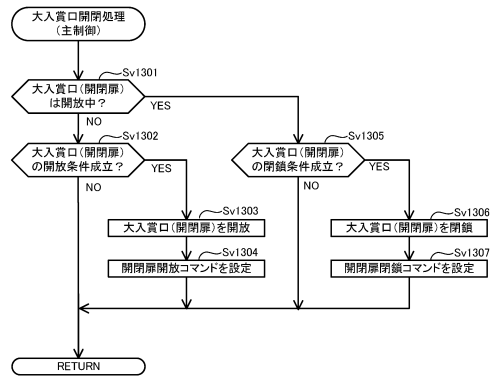 大入賞口開閉処理
(主制御)
Sv1301
大入賞口(開閉扉)
は開放中?
YES
NO
Sv1302
大入賞口(開閉扉)
の開放条件成立?
YES
NO
Sv1305
大入賞口(開閉扉)
の閉鎖条件成立?
YES
NO
Sv1303
大入賞口(開閉扉)を開放
Sv1304
開閉扉開放コマンドを設定
Sv1306
大入賞口(開閉扉)を閉鎖
Sv1307
開閉扉閉鎖コマンドを設定
RETURN